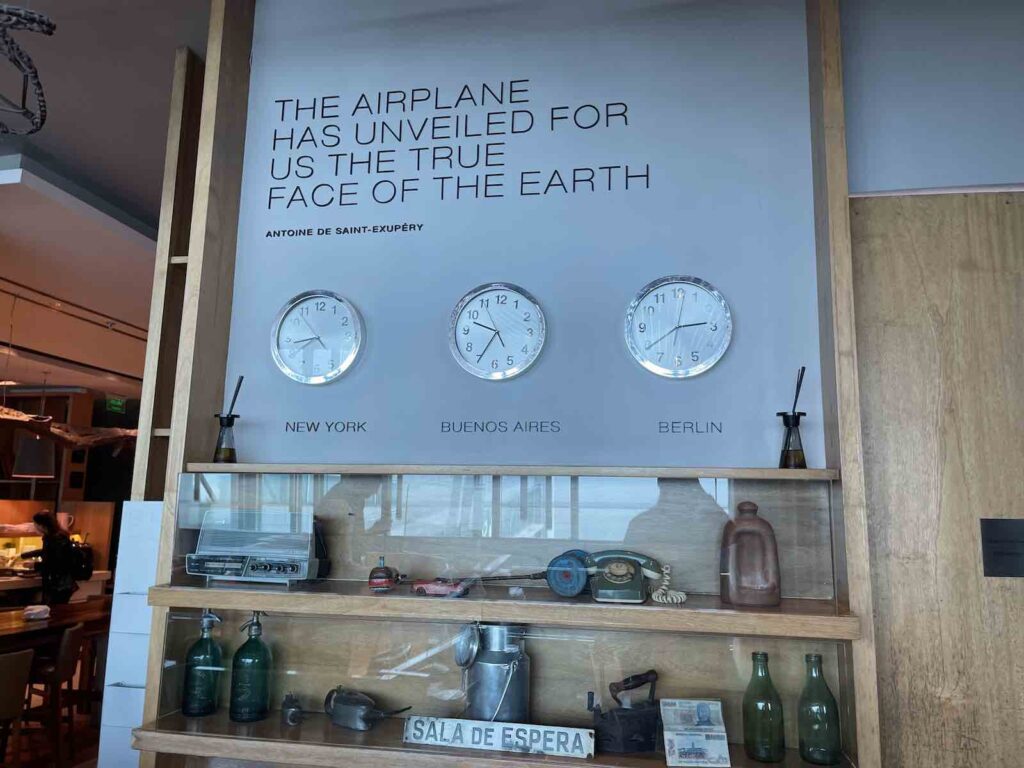 THE AIRPLANE
HAS UNVEILED FOR
US THE TRUE
FACE OF THE EARTH
ANTOINE DE SAINT-EXUPÉRY
NEW YORK
BUENOS AIRES
BERLIN
SALA DE ESPERA